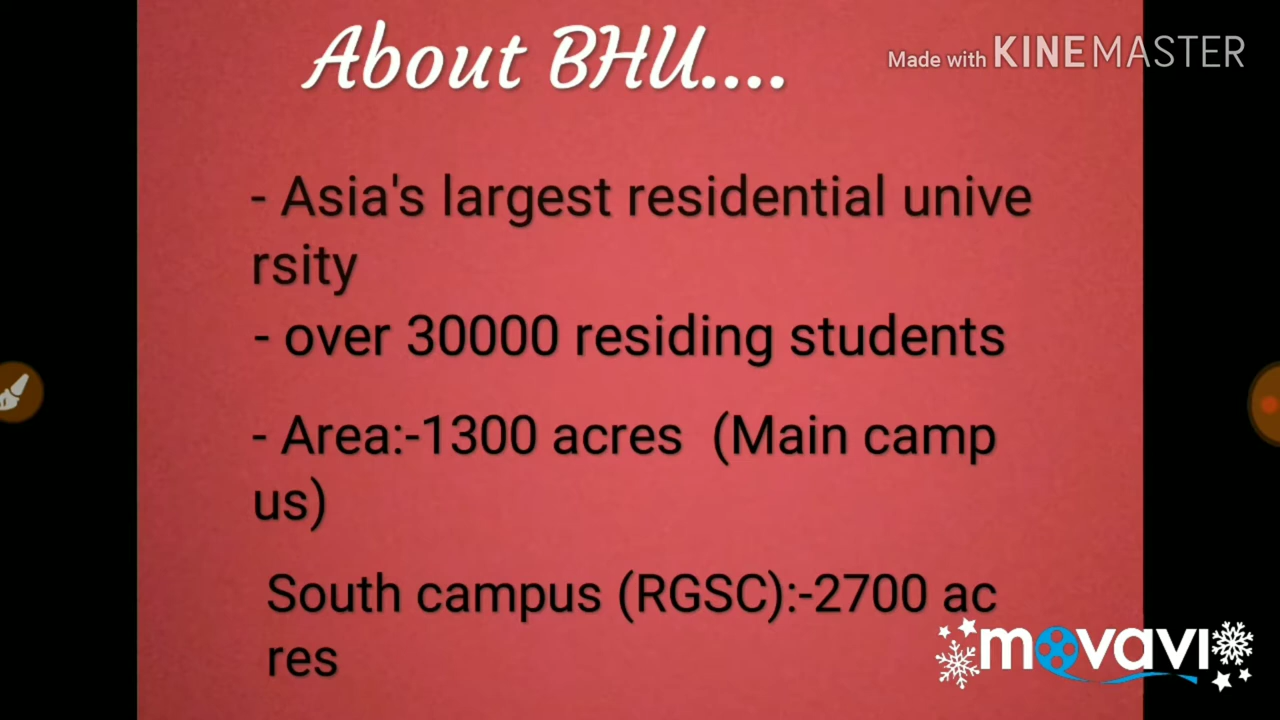 About BHU....
Made with KINEMASTER
- Asia's largest residential unive
rsity
- over 30000 residing students
- Area:-1300 acres  (Main camp
us)
South campus (RGSC):-2700 ac
res
movavi